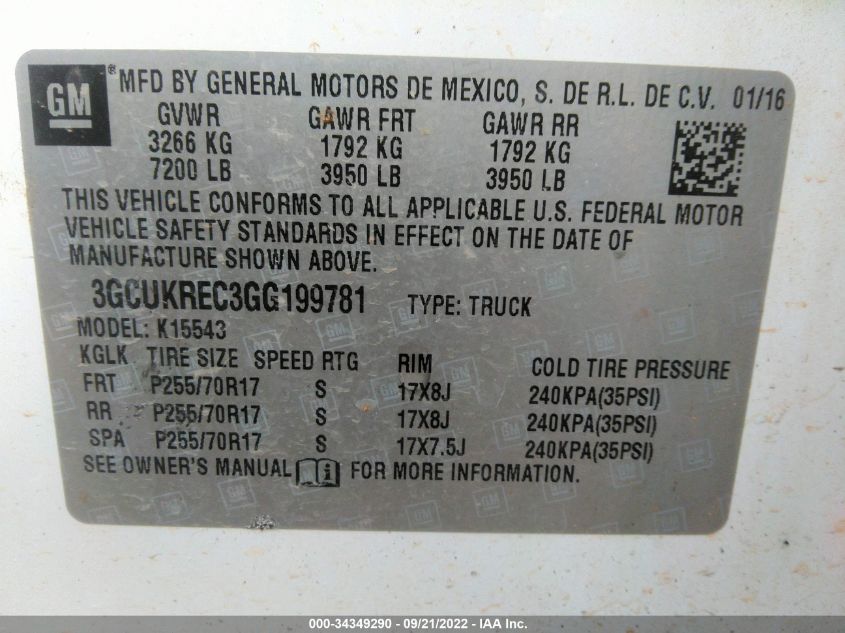 GM® MFD BY GENERAL MOTORS DE MEXICO, S. DE R.L. DE C.V. 01/16
GVWR GAWR FRT GAWR RR
3266 KG 1792 KG 1792 KG
7200 LB 3950 LB 3950 LB
THIS VEHICLE CONFORMS TO ALL APPLICABLE U.S. FEDERAL MOTOR
VEHICLE SAFETY STANDARDS IN EFFECT ON THE DATE OF
MANUFACTURE SHOWN ABOVE.
3GCUKREC3GG199781 TYPE: TRUCK
MODEL: K15543
KGLK TIRE SIZE SPEED RTG RIM COLD TIRE PRESSURE
FRT P255/70R17 S 17X8J 240KPA(35PSI)
RR P255/70R17 S 17X8J 240KPA(35PSI)
SPA P255/70R17 S 17X7.5J 240KPA(35PSI)
SEE OWNER'S MANUAL i FOR MORE INFORMATION.
000-34349290 - 09/21/2022 - IAA Inc.